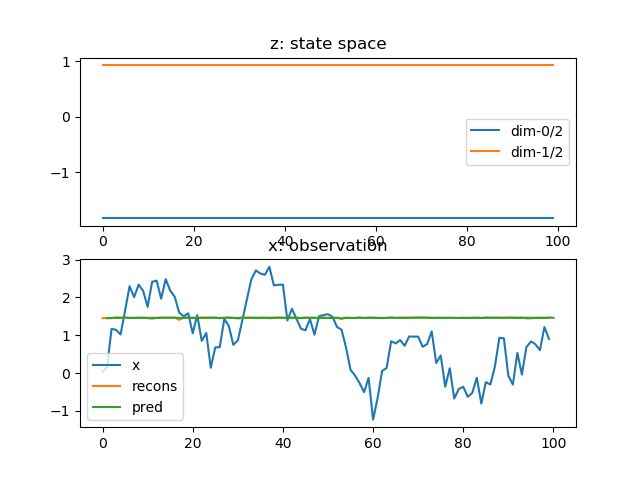 z: state space
1
0
−1
dim-0/2
dim-1/2
0 20 40 60 80 100
x: observation
3
2
1
0
−1
x
recons
pred
0 20 40 60 80 100